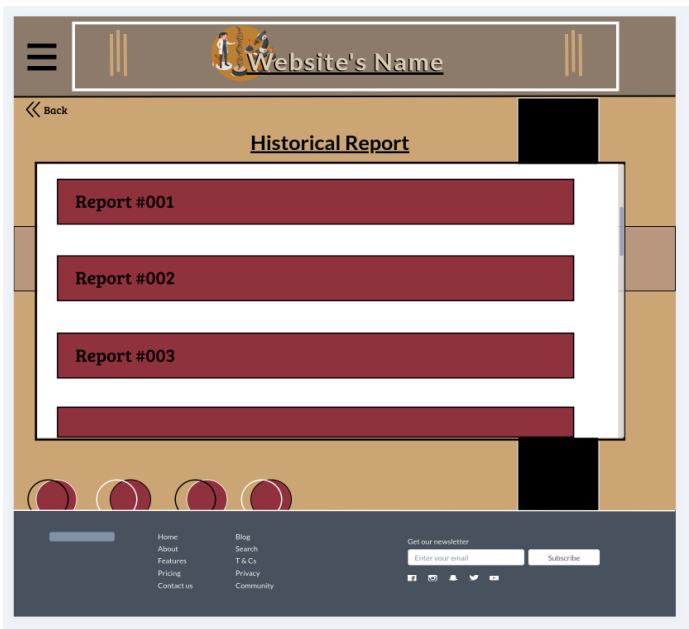 Website's Name
Back
Historical Report
Report #001
Report #002
Report #003
Home
About
Features
Pricing
Contact us
Blog
Search
T & Cs
Privacy
Community
Get our newsletter
Enter your email
Subscribe